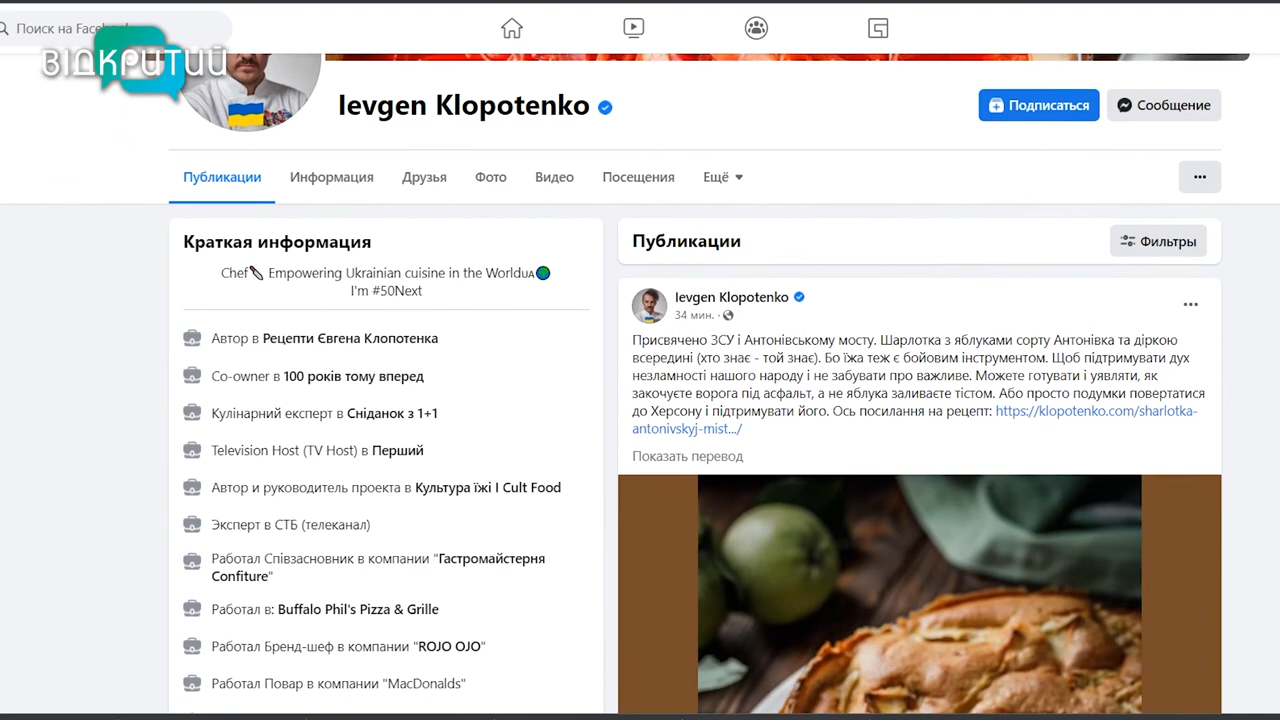 Поиск на Facebook
ВІДКРИТИЙ
Ievgen Klopotenko
Подписаться
Сообщение
Публикации
Информация
Друзья
Фото
Видео
Посещения
Ещё
Краткая информация
Chef Empowering Ukrainian cuisine in the WorldUA
I'm #50Next
Автор в Рецепти Євгена Клопотенка
Co-owner в 100 років тому вперед
Кулінарний експерт в Сніданок з 1+1
Television Host (TV Host) в Перший
Автор и руководитель проекта в Культура їжі I Cult Food
Эксперт в СТБ (телеканал)
Работал Співзасновник в компании "Гастромайстерня
Confiture"
Работал в: Buffalo Phil's Pizza & Grille
Работал Бренд-шеф в компании "ROJO OJO"
Работал Повар в компании "MacDonalds"
Публикации
Фильтры
Ievgen Klopotenko
34 мин. ·
Присвячено ЗСУ і Антонівському мосту. Шарлотка з яблуками сорту Антонівка та діркою
всередині (хто знає - той знає). Бо їжа теж є бойовим інструментом. Щоб підтримувати дух
незламності нашого народу і не забувати про важливе. Можете готувати і уявляти, як
закочуєте ворога під асфальт, а не яблука заливаєте тістом. Або просто подумки повертатися
до Херсону і підтримувати його. Ось посилання на рецепт: https://klopotenko.com/sharlotka-
antonivskyj-mist.../
Показать перевод